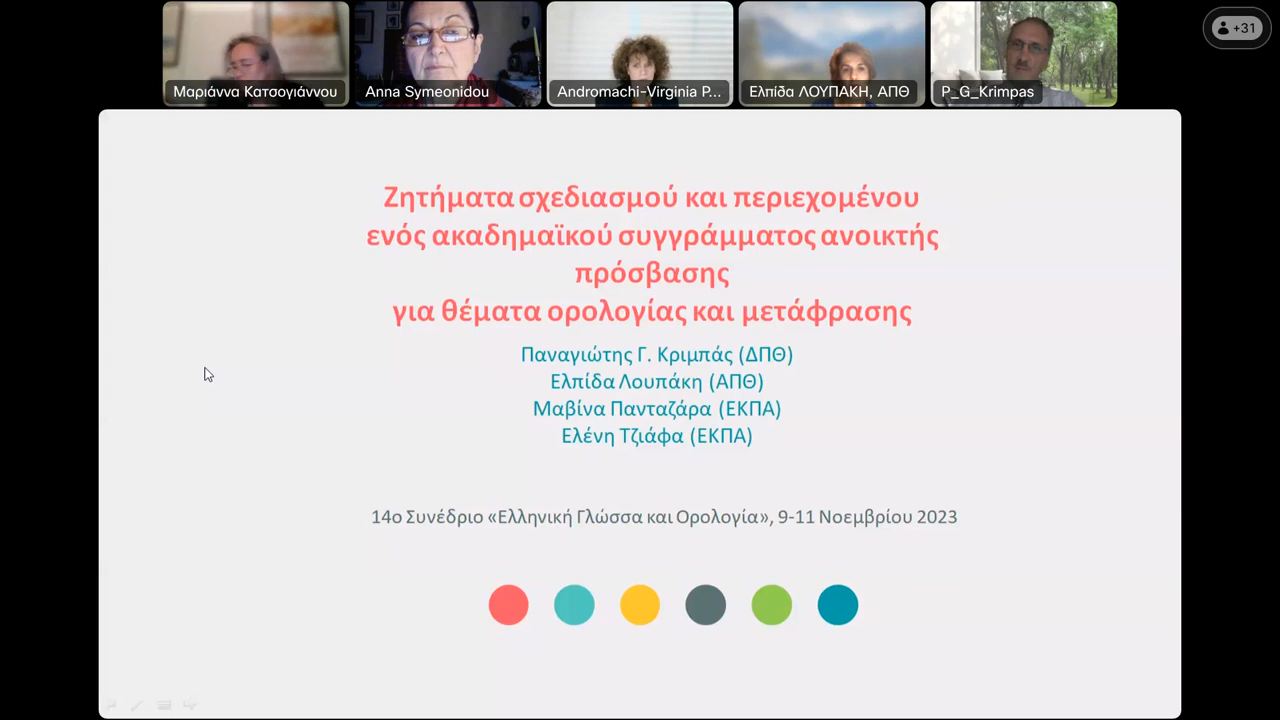 Μαριάννα Κατσογιάννου
Anna Symeonidou
Andromachi-Virginia P...
Ελπίδα ΛΟΥΠΑΚΗ, ΑΠΘ
P_G_Krimpas
+31
Ζητήματα σχεδιασμού και περιεχομένου
ενός ακαδημαϊκού συγγράμματος ανοικτής
πρόσβασης
για θέματα ορολογίας και μετάφρασης
Παναγιώτης Γ. Κριμπάς (ΔΠΘ)
Ελπίδα Λουπάκη (ΑΠΘ)
Μαβίνα Πανταζάρα (ΕΚΠΑ)
Ελένη Τζιάφα (ΕΚΠΑ)
14ο Συνέδριο «Ελληνική Γλώσσα και Ορολογία», 9-11 Νοεμβρίου 2023